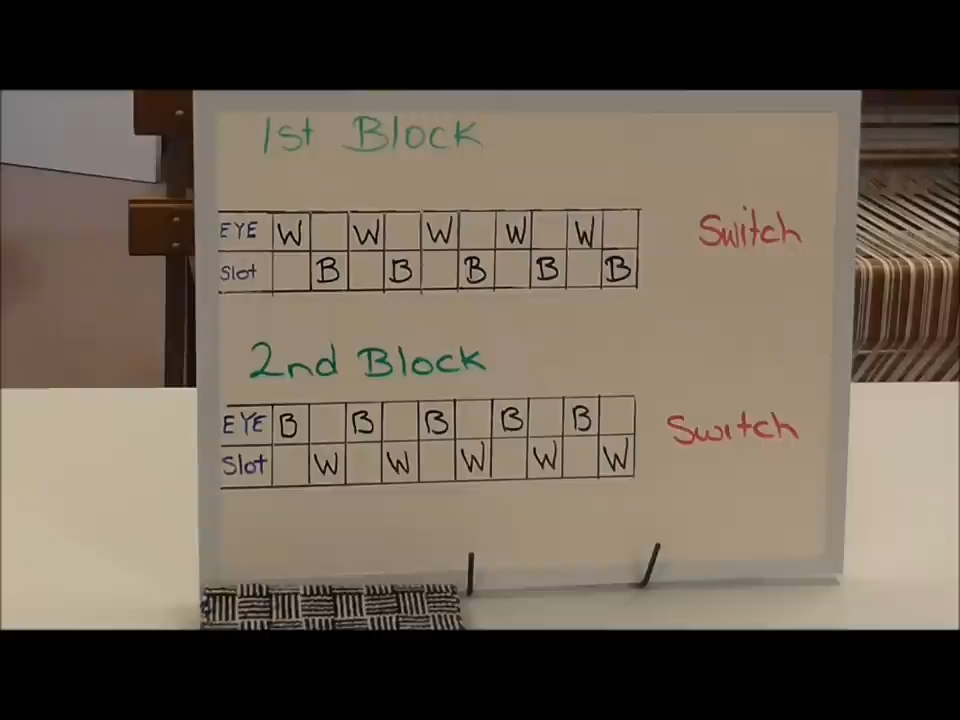 1st Block
EYE W W W W W
Slot B B B B B
Switch
2nd Block
EYE B B B B B
Slot W W W W W
Switch